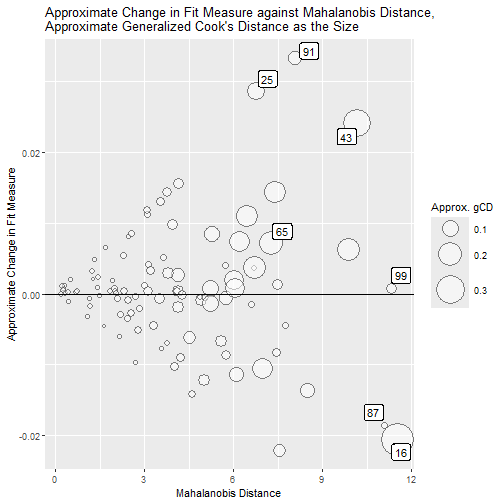 Approximate Change in Fit Measure against Mahalanobis Distance,
Approximate Generalized Cook's Distance as the Size
91
25
43
65
99
87
16
0.02
0.00
-0.02
Approximate Change in Fit Measure
0 3 6 9 12
Mahalanobis Distance
Approx. gCD
0.1
0.2
0.3